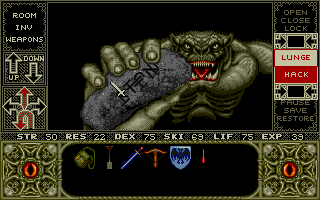 ROOM
INV
WEAPONS
UP
DOWN
OPEN
CLOSE
LOCK
LUNGE
HACK
PAUSE
SAVE
RESTORE
STR 50 RES 22 DEX 75 SKI 69 LIF 75 EXP 39